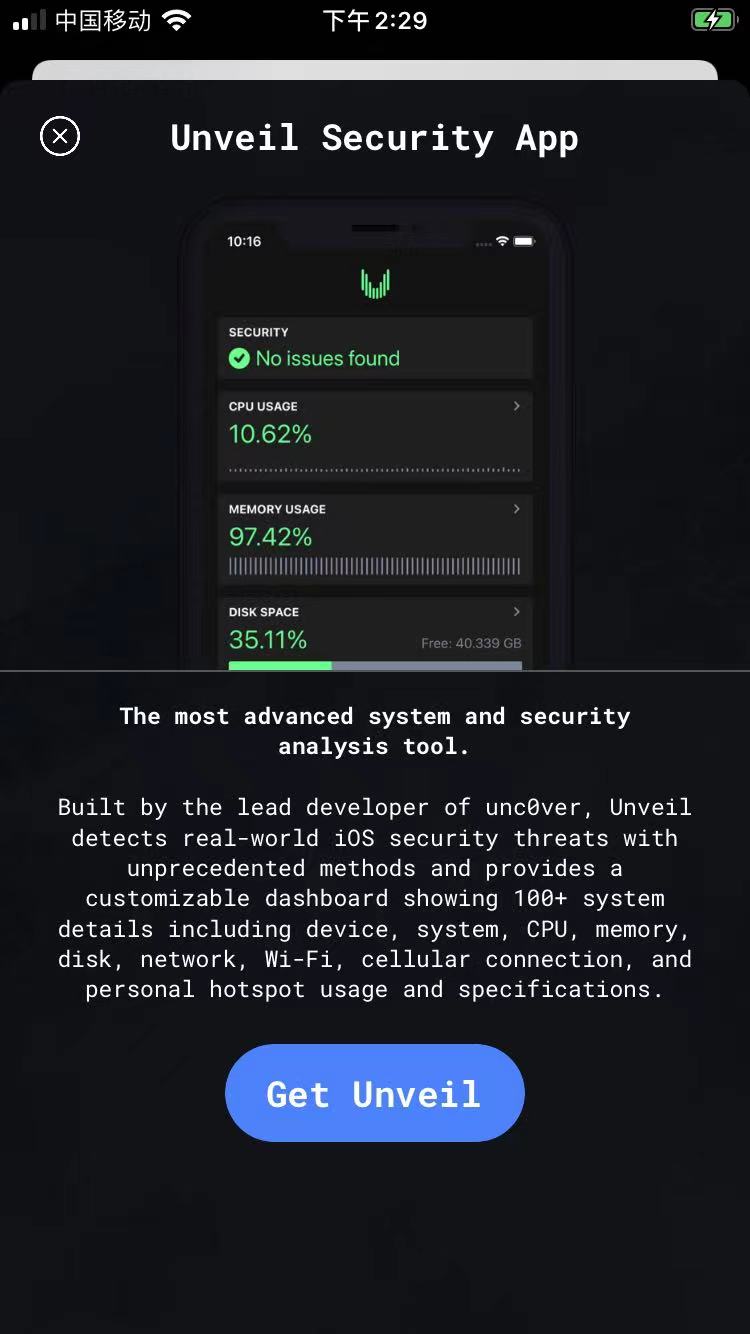 中国移动
下午2:29
Unveil Security App
10:16
SECURITY
No issues found
CPU USAGE
10.62%
MEMORY USAGE
97.42%
DISK SPACE
35.11%
Free: 40.339 GB
The most advanced system and security
analysis tool.
Built by the lead developer of unc0ver, Unveil
detects real-world iOS security threats with
unprecedented methods and provides a
customizable dashboard showing 100+ system
details including device, system, CPU, memory,
disk, network, Wi-Fi, cellular connection, and
personal hotspot usage and specifications.
Get Unveil